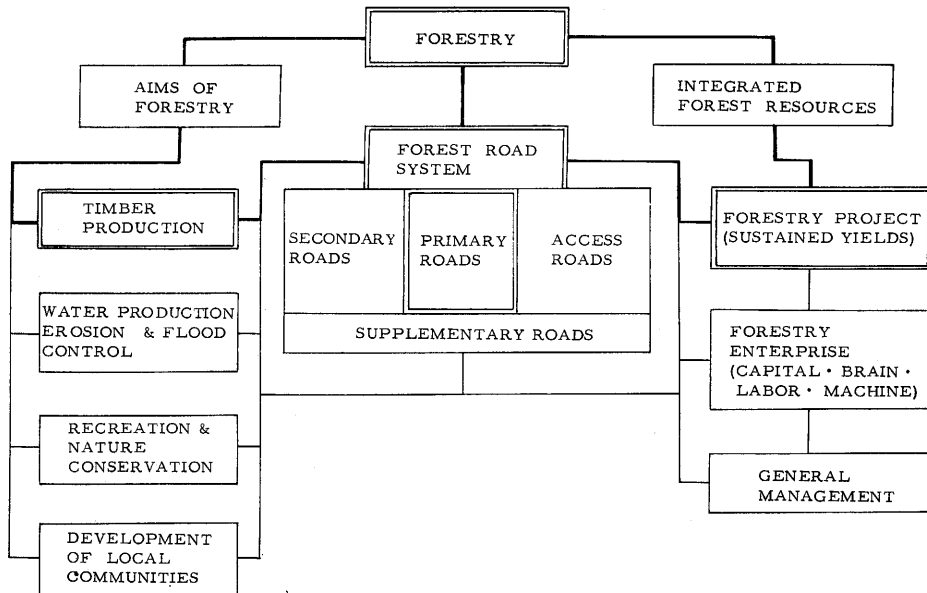 FORESTRY
AIMS OF
FORESTRY
INTEGRATED
FOREST RESOURCES
FOREST ROAD
SYSTEM
TIMBER
PRODUCTION
SECONDARY
ROADS
PRIMARY
ROADS
ACCESS
ROADS
FORESTRY PROJECT
(SUSTAINED YIELDS)
WATER PRODUCTION
EROSION & FLOOD
CONTROL
SUPPLEMENTARY ROADS
FORESTRY
ENTERPRISE
(CAPITAL・BRAIN・
LABOR・MACHINE)
RECREATION &
NATURE
CONSERVATION
GENERAL
MANAGEMENT
DEVELOPMENT
OF LOCAL
COMMUNITIES